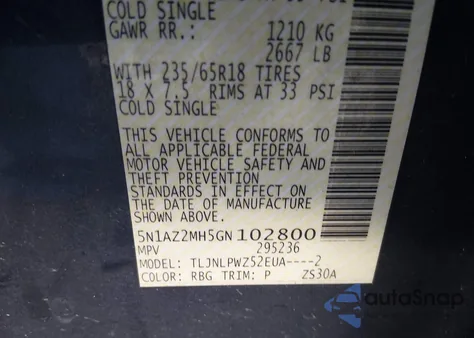 COLD SINGLE
GAWR RR.: 1210 KG
2667 LB
WITH 235/65R18 TIRES
18 X 7.5 RIMS AT 33 PSI
COLD SINGLE
THIS VEHICLE CONFORMS TO
ALL APPLICABLE FEDERAL
MOTOR VEHICLE SAFETY AND
THEFT PREVENTION
STANDARDS IN EFFECT ON
THE DATE OF MANUFACTURE
SHOWN ABOVE.
5N1AZ2MH5GN102800
MPV 295236
MODEL: TLJNLPWZ52EUA----2
COLOR: RBG TRIM: P ZS30A
autoSnap